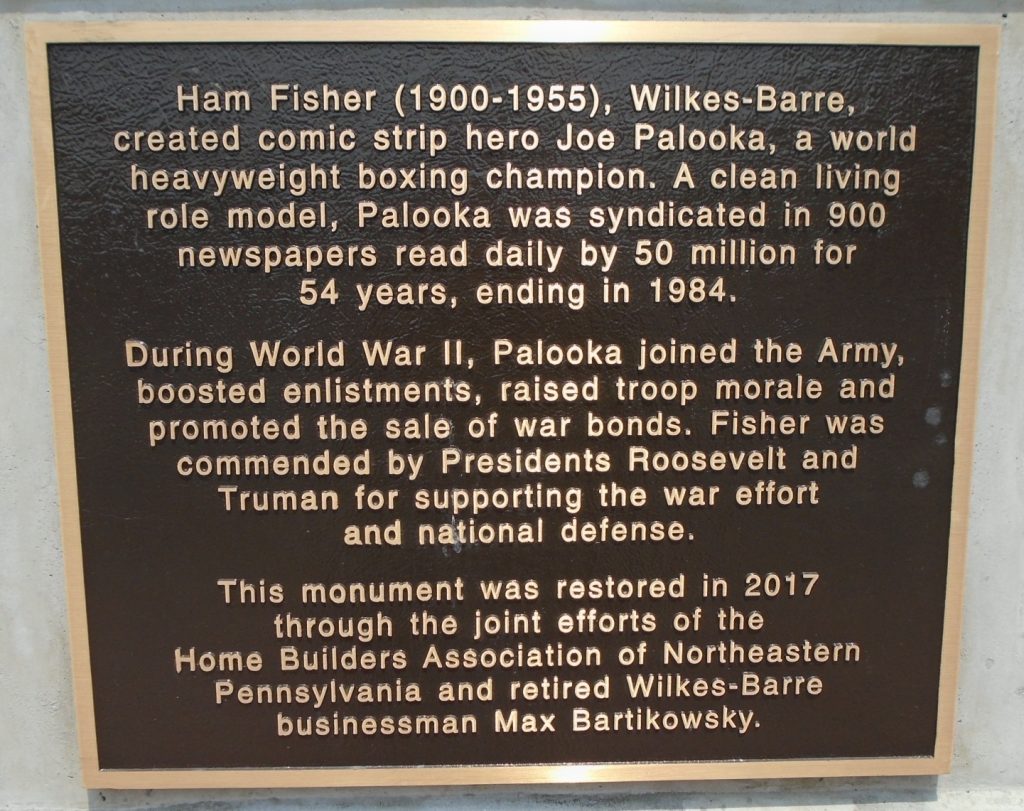 Ham Fisher (1900-1955), Wilkes-Barre,
created comic strip hero Joe Palooka, a world
heavyweight boxing champion. A clean living
role model, Palooka was syndicated in 900
newspapers read daily by 50 million for
54 years, ending in 1984.
During World War II, Palooka joined the Army,
boosted enlistments, raised troop morale and
promoted the sale of war bonds. Fisher was
commended by Presidents Roosevelt and
Truman for supporting the war effort
and national defense.
This monument was restored in 2017
through the joint efforts of the
Home Builders Association of Northeastern
Pennsylvania and retired Wilkes-Barre
businessman Max Bartikowsky.